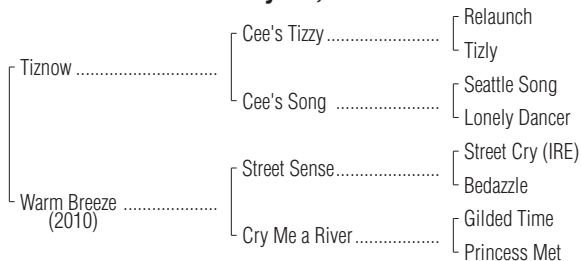 Relaunch
Cee's Tizzy
Tizly
Tiznow
Seattle Song
Cee's Song
Lonely Dancer
Street Cry (IRE)
Street Sense
Bedazzle
Warm Breeze
(2010)
Gilded Time
Cry Me a River
Princess Met